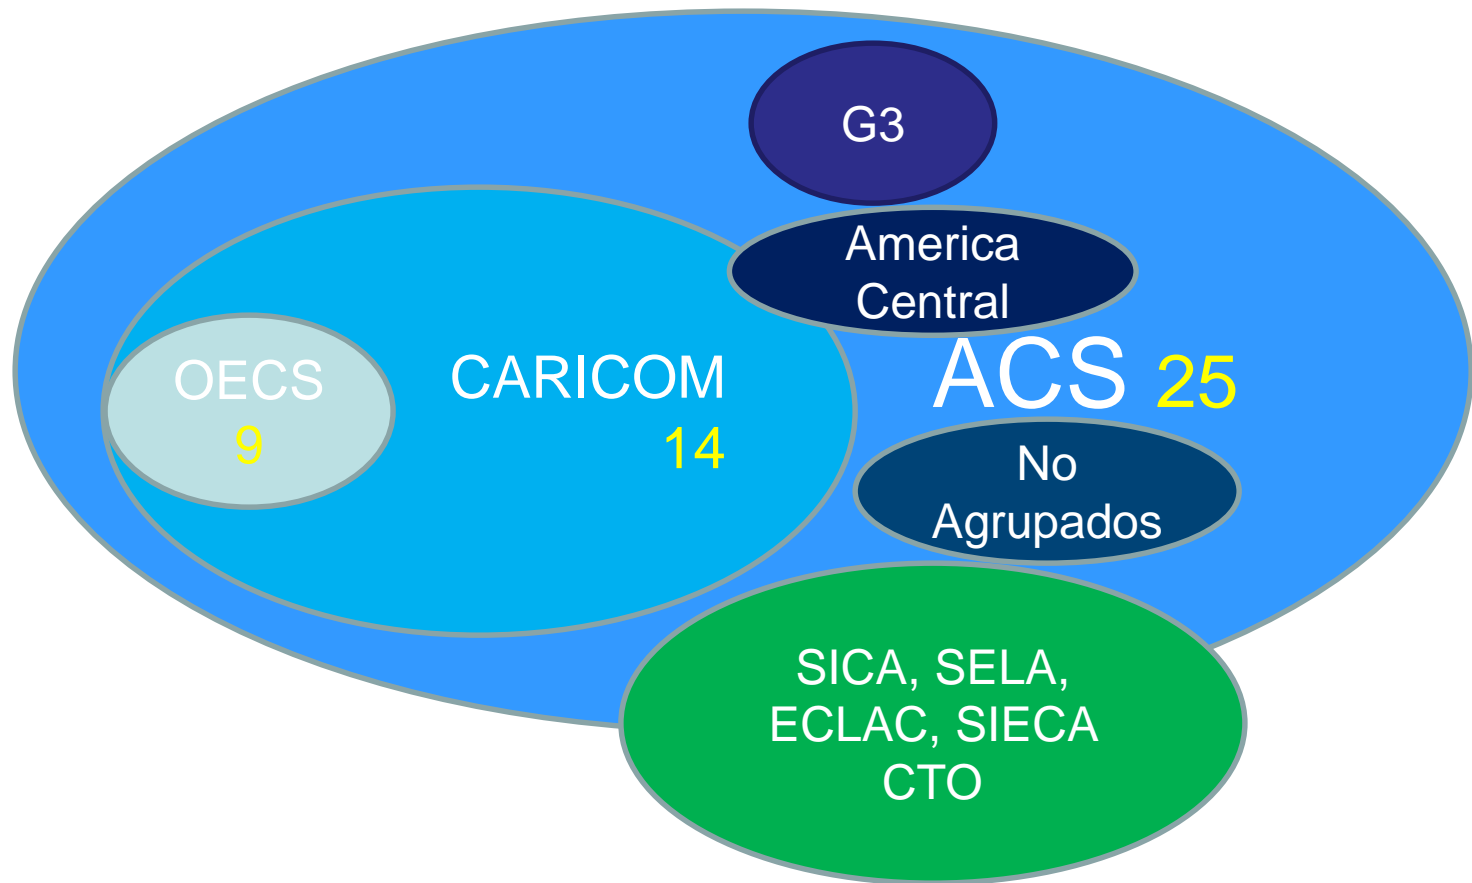 G3
America
Central
OECS
9
CARICOM
14
ACS 25
No
Agrupados
SICA, SELA,
ECLAC, SIECA
CTO